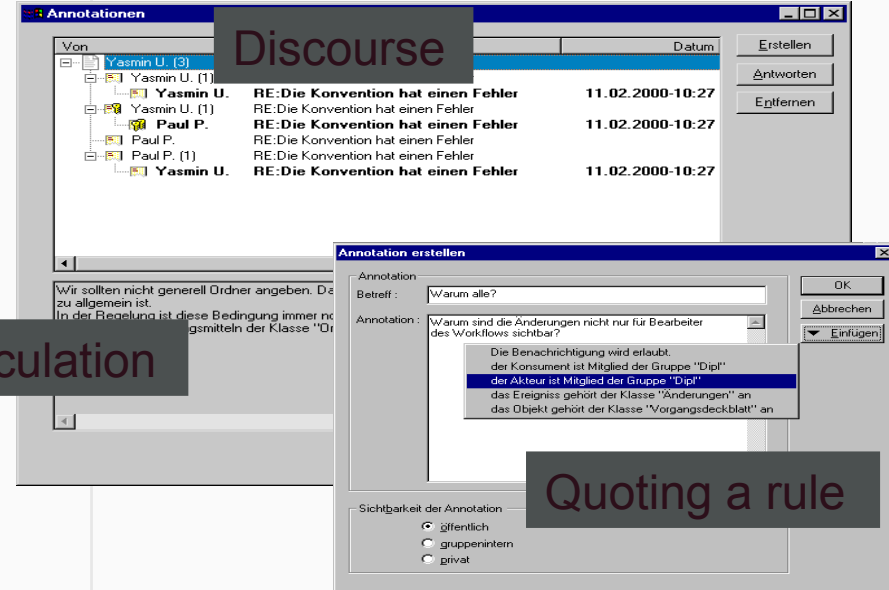 Annotationen
Discourse
Von
Datum
Erstellen
Yasmin U. (3)
Yasmin U. (1)
Antworten
Yasmin U. RE:Die Konvention hat einen Fehler 11.02.2000-10:27
Entfernen
Yasmin U. (1) RE:Die Konvention hat einen Fehler
Paul P. RE:Die Konvention hat einen Fehler 11.02.2000-10:27
Paul P. RE:Die Konvention hat einen Fehler
Paul P. (1) RE:Die Konvention hat einen Fehler
Yasmin U. RE:Die Konvention hat einen Fehler 11.02.2000-10:27
Wir sollten nicht generell Ordner angeben. Da
zu allgemein ist.
In der Regelung ist diese Bedingung immer
gsmitteln der Klasse "Or
culation
Annotation erstellen
Annotation
Betreff : Warum alle?
OK
Abbrechen
Einfügen
Annotation : Warum sind die Änderungen nicht nur für Bearbeiter
des Workflows sichtbar?
Die Benachrichtigung wird erlaubt.
der Konsument ist Mitglied der Gruppe "Dipl"
der Akteur ist Mitglied der Gruppe "Dipl"
das Ereigniss gehört der Klasse "Änderungen" an
das Objekt gehört der Klasse "Vorgangsdeckblatt" an
Quoting a rule
Sichtbarkeit der Annotation
öffentlich
gruppenintern
privat